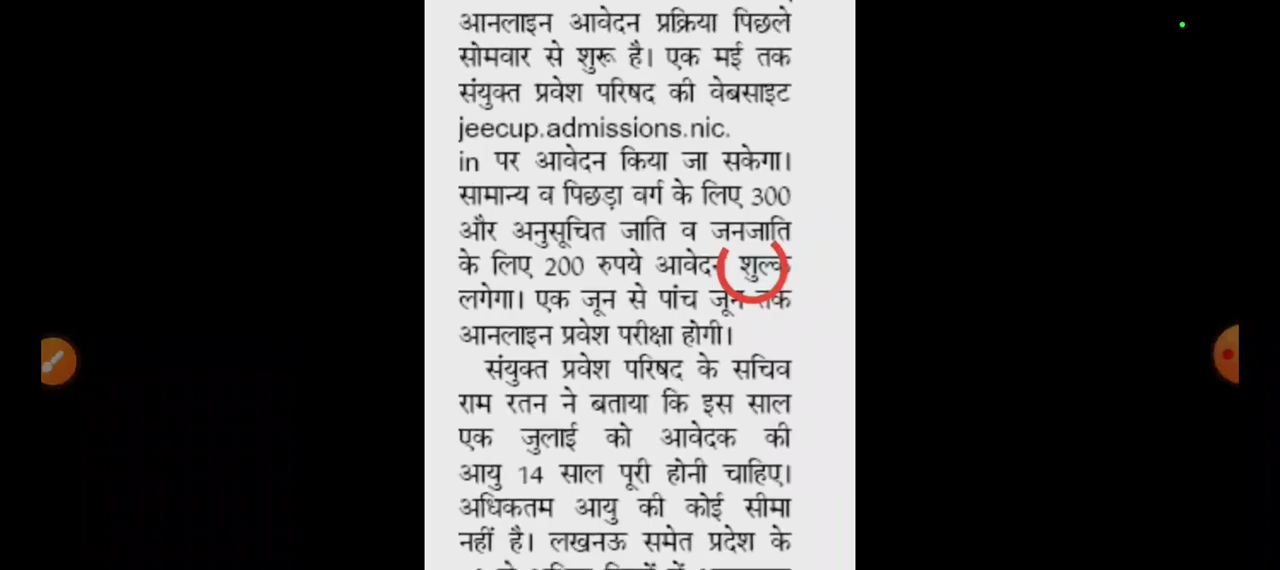 आनलाइन आवेदन प्रक्रिया पिछले
सोमवार से शुरू है। एक मई तक
संयुक्त प्रवेश परिषद की वेबसाइट
jeecup.admissions.nic.
in पर आवेदन किया जा सकेगा।
सामान्य व पिछड़ा वर्ग के लिए 300
और अनुसूचित जाति व जनजाति
के लिए 200 रुपये आवेदन शुल्क
लगेगा। एक जून से पांच जून तक
आनलाइन प्रवेश परीक्षा होगी।
संयुक्त प्रवेश परिषद के सचिव
राम रतन ने बताया कि इस साल
एक जुलाई को आवेदक की
आयु 14 साल पूरी होनी चाहिए।
अधिकतम आयु की कोई सीमा
नहीं है। लखनऊ समेत प्रदेश के